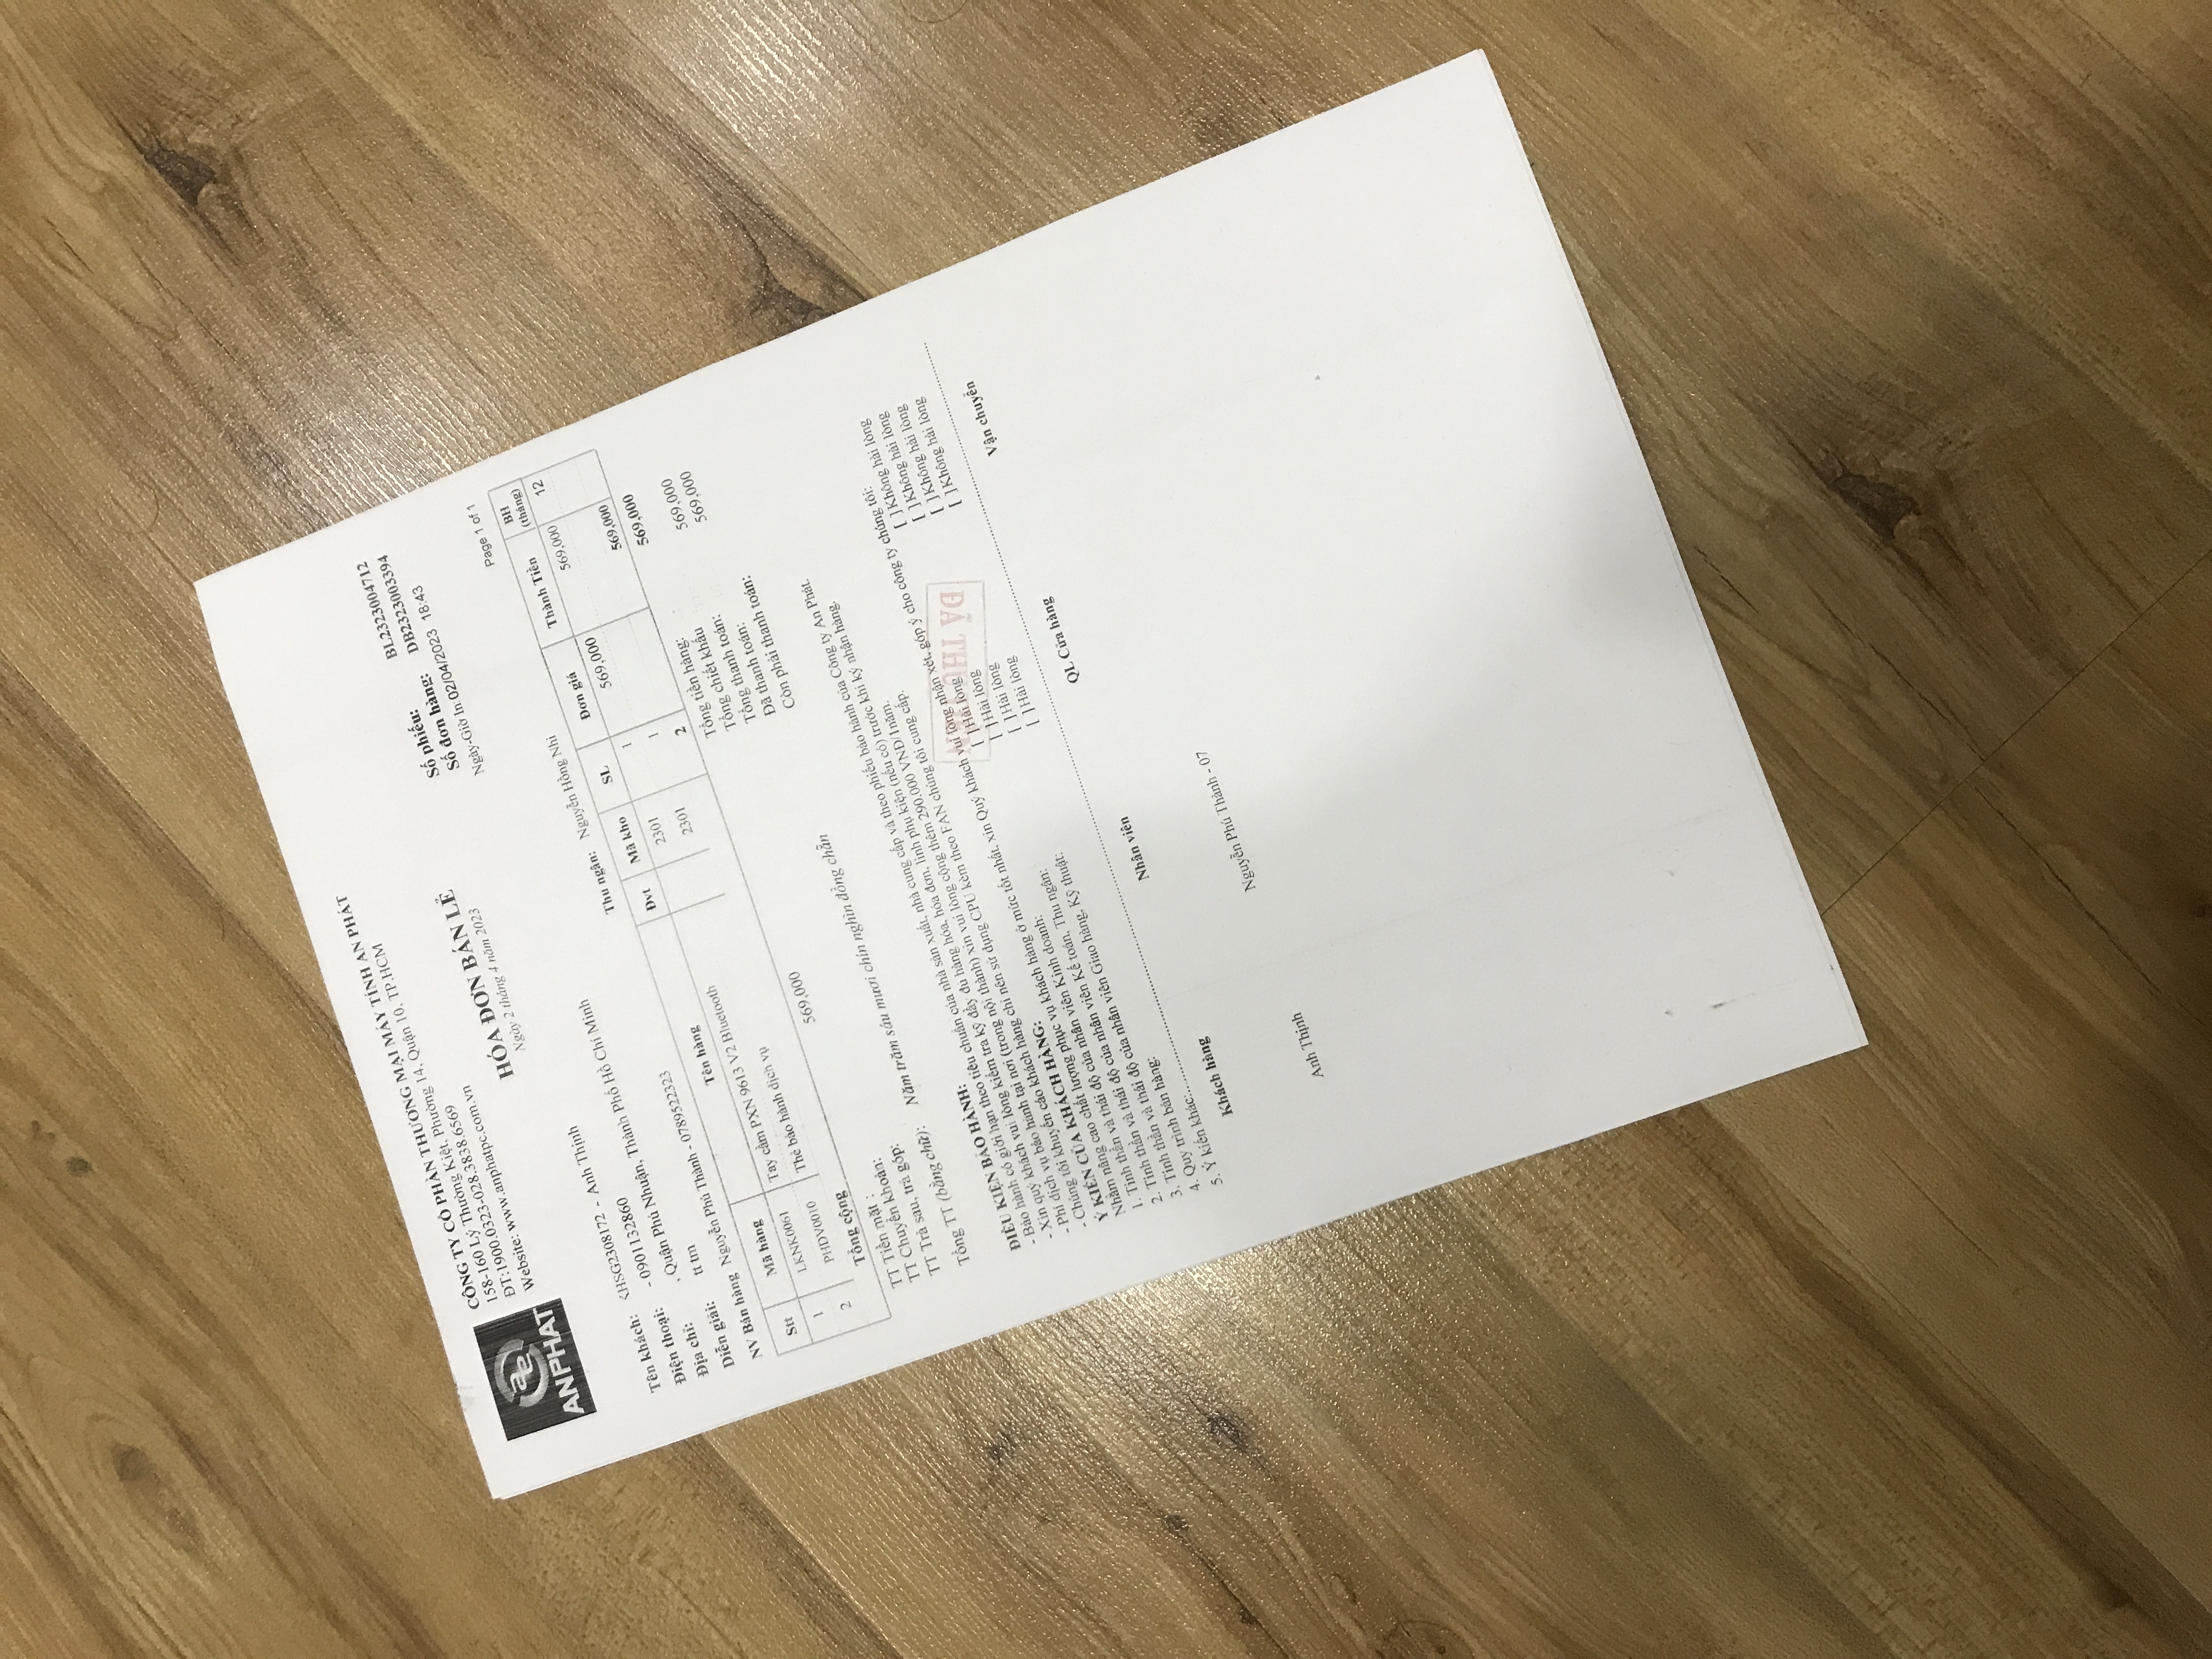 ANPHAT
CÔNG TY CỔ PHẦN THƯƠNG MẠI MÁY TÍNH AN PHÁT
158-160 Lý Thường Kiệt, Phường 14, Quận 10, TP.HCM
ĐT:1900.0323-028.3838.6569
Website: www.anphatpc.com.vn
HÓA ĐƠN BÁN LẺ
Ngày 2 tháng 4 năm 2023
Số phiếu: BL2323004712
Số đơn hàng: DB2323003394
Ngày-Giờ In 02/04/2023 18:43
Page 1 of 1
Tên khách: KHSG2308172 - Anh Thịnh
Điện thoại: - 0901132860
Địa chỉ: , Quận Phú Nhuận, Thành Phố Hồ Chí Minh
Diễn giải: tt tm
NV Bán hàng Nguyễn Phú Thành - 0789522323 Thu ngân: Nguyễn Hồng Nhi
Stt Mã hàng Tên hàng Đvt Mã kho SL Đơn giá Thành Tiền BH (tháng)
1 LKNK0061 Tay cầm PXN 9613 V2 Bluetooth 2301 1 569,000 569,000 12
2 PHDV0010 Thẻ bảo hành dịch vụ 2301 1
Tổng cộng 2 569,000
TT Tiền mặt : 569,000 Tổng tiền hàng: 569,000
TT Chuyển khoản: Tổng chiết khấu
TT Trả sau, trả góp: Tổng thanh toán: 569,000
Đã thanh toán: 569,000
Còn phải thanh toán:
Tổng TT (bằng chữ): Năm trăm sáu mươi chín nghìn đồng chẵn
ĐIỀU KIỆN BẢO HÀNH:
- Bảo hành có giới hạn theo tiêu chuẩn của nhà sản xuất, nhà cung cấp và theo phiếu bảo hành của Công ty An Phát.
- Xin quý khách vui lòng kiểm tra kỹ đầy đủ hàng hóa, hóa đơn, linh phụ kiện (nếu có) trước khi ký nhận hàng.
- Phí dịch vụ bảo hành tại nơi (trong nội thành) xin vui lòng cộng thêm 290.000 VNĐ/1năm.
- Chúng tôi khuyến cáo khách hàng chỉ nên sử dụng CPU kèm theo FAN chúng tôi cung cấp.
Ý KIẾN CỦA KHÁCH HÀNG:
Nhằm nâng cao chất lượng phục vụ khách hàng ở mức tốt nhất, xin Quý khách vui lòng nhận xét, góp ý cho công ty chúng tôi:
1. Tinh thần và thái độ của nhân viên Kinh doanh: [ ]Hài lòng [ ]Không hài lòng
2. Tinh thần và thái độ của nhân viên Kế toán, Thu ngân: [ ]Hài lòng [ ]Không hài lòng
3. Tinh thần và thái độ của nhân viên Giao hàng, Kỹ thuật: [ ]Hài lòng [ ]Không hài lòng
4. Quy trình bán hàng: [ ]Hài lòng [ ]Không hài lòng
5. Ý kiến khác:
ĐÃ THU TIỀN
Khách hàng Nhân viên QL Cửa hàng Vận chuyển
Anh Thịnh Nguyễn Phú Thành - 07